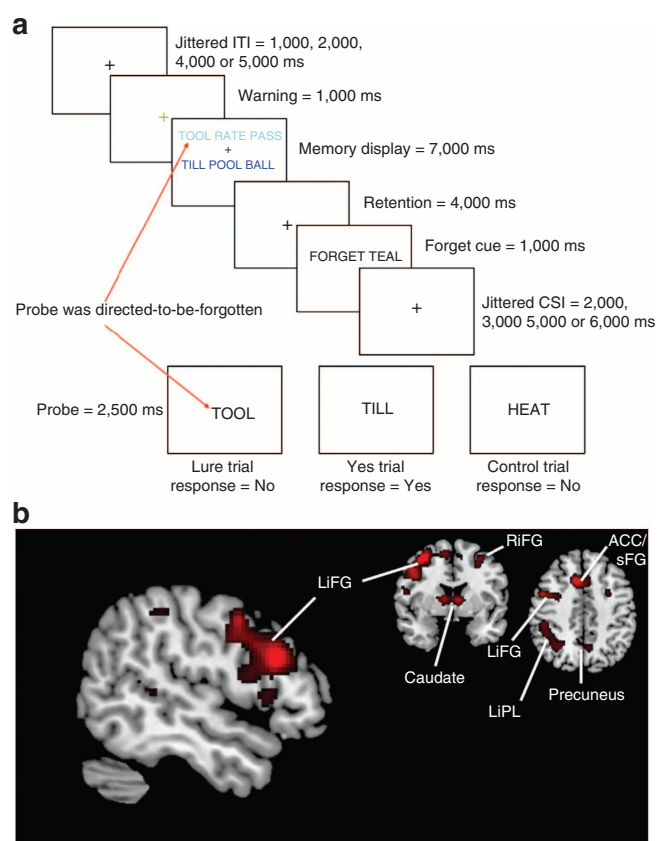 a
Jittered ITI = 1,000, 2,000,
4,000 or 5,000 ms
+
Warning = 1,000 ms
+
TOOL RATE PASS
+
TILL POOL BALL
Memory display = 7,000 ms
Retention = 4,000 ms
+
FORGET TEAL
Forget cue = 1,000 ms
+
Jittered CSI = 2,000,
3,000 5,000 or 6,000 ms
Probe was directed-to-be-forgotten
Probe = 2,500 ms
TOOL
TILL
HEAT
Lure trial
response = No
Yes trial
response = Yes
Control trial
response = No
b
LiFG
RiFG
ACC/
sFG
LiFG
Caudate
LiPL
Precuneus